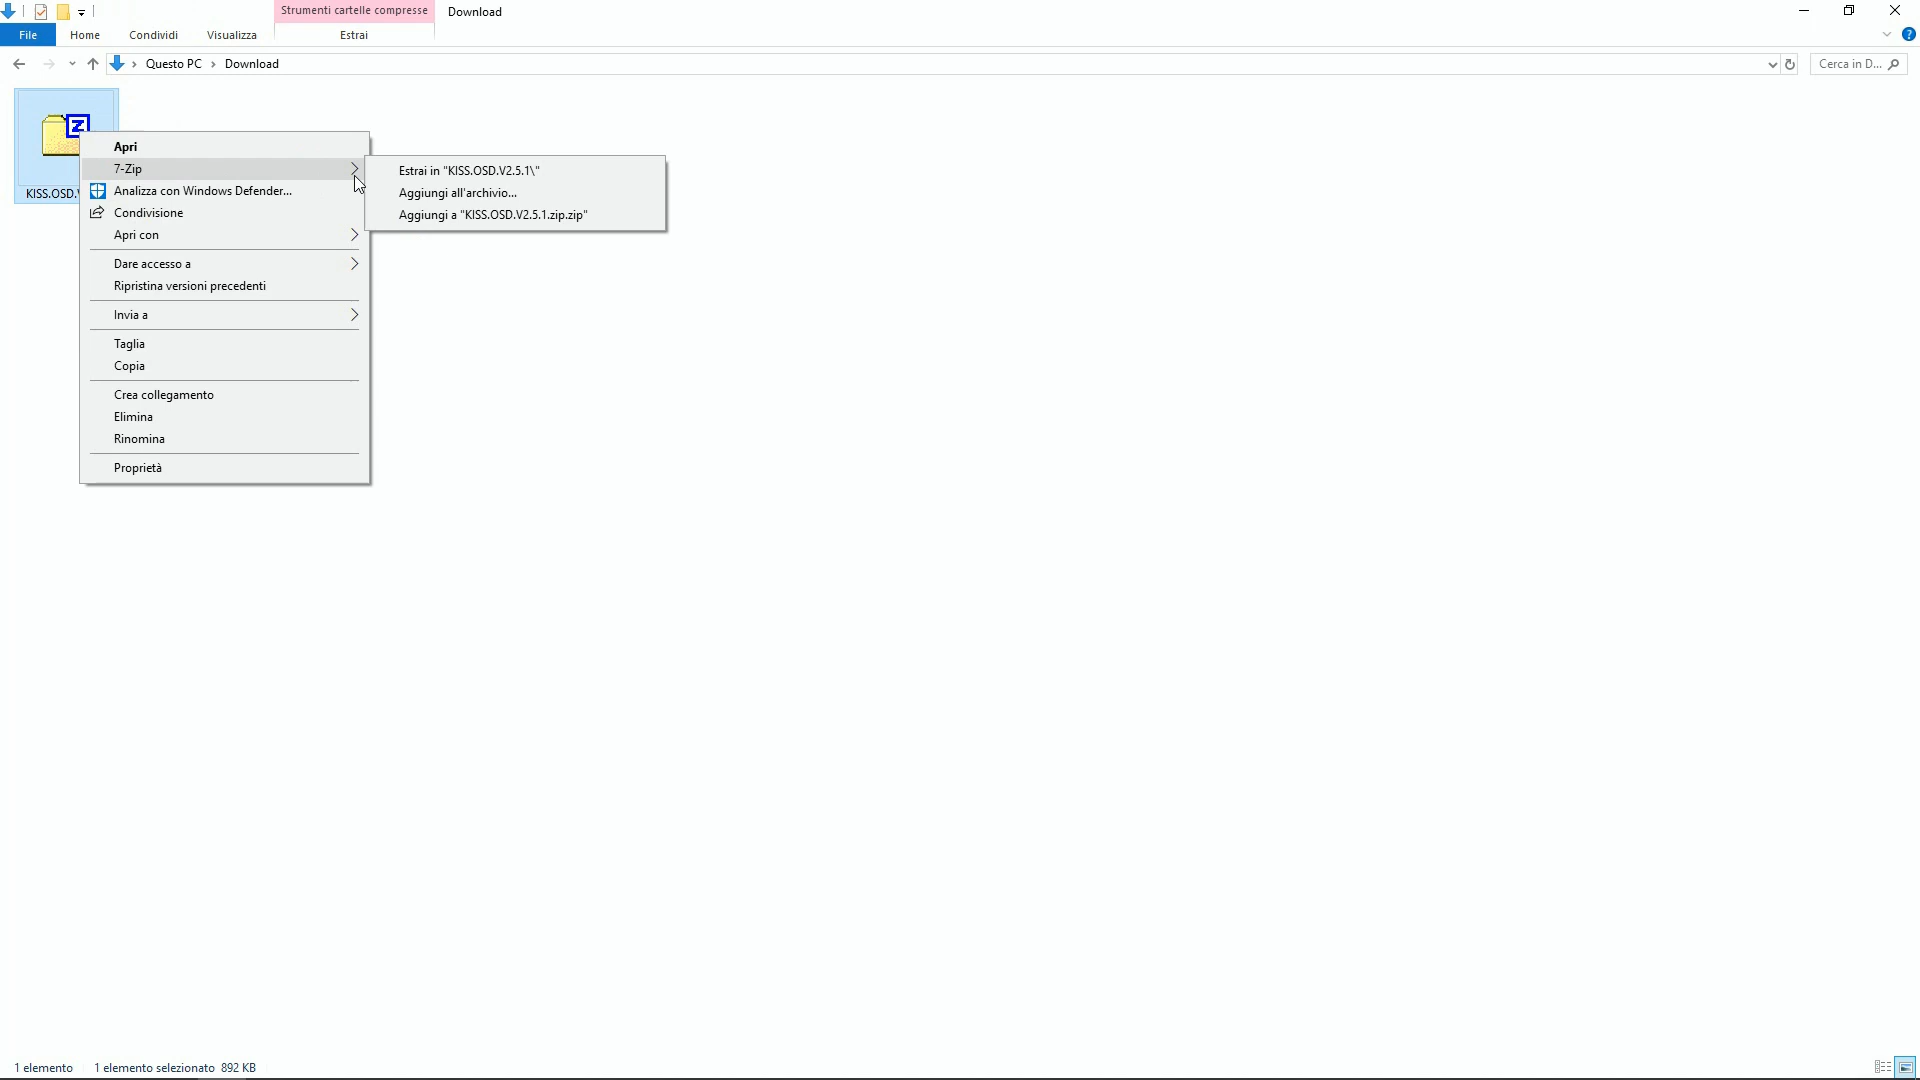 Strumenti cartelle compresse
Download
File
Home
Condividi
Visualizza
Estrai
Questo PC > Download
Cerca in D...
KISS.OSD.
Apri
7-Zip
Analizza con Windows Defender...
Condivisione
Apri con
Dare accesso a
Ripristina versioni precedenti
Invia a
Taglia
Copia
Crea collegamento
Elimina
Rinomina
Proprietà
Estrai in "KISS.OSD.V2.5.1\"
Aggiungi all'archivio...
Aggiungi a "KISS.OSD.V2.5.1.zip.zip"
1 elemento
1 elemento selezionato 892 KB